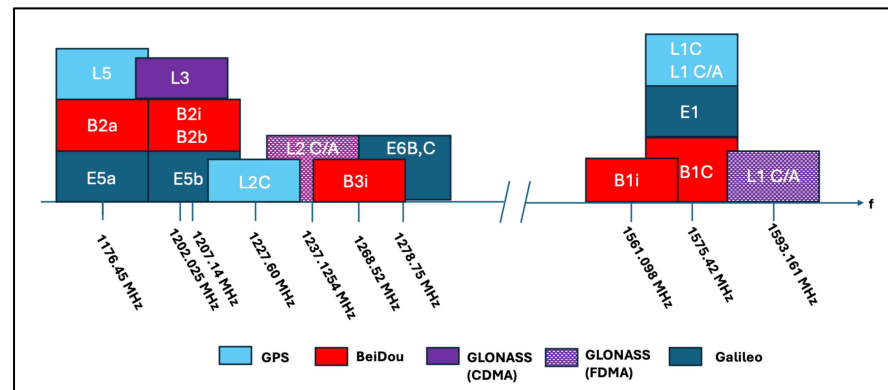 L1C
L1 C/A
L5
L3
E1
B2a
B2i
B2b
L2 C/A
E6B,C
E5a
E5b
L2C
B3i
B1i
B1C
L1 C/A
f
1176.45 MHz
1202.025 MHz
1207.14 MHz
1227.60 MHz
1237.1254 MHz
1268.52 MHz
1278.75 MHz
1561.098 MHz
1575.42 MHz
1593.161 MHz
GPS
BeiDou
GLONASS
(CDMA)
GLONASS
(FDMA)
Galileo